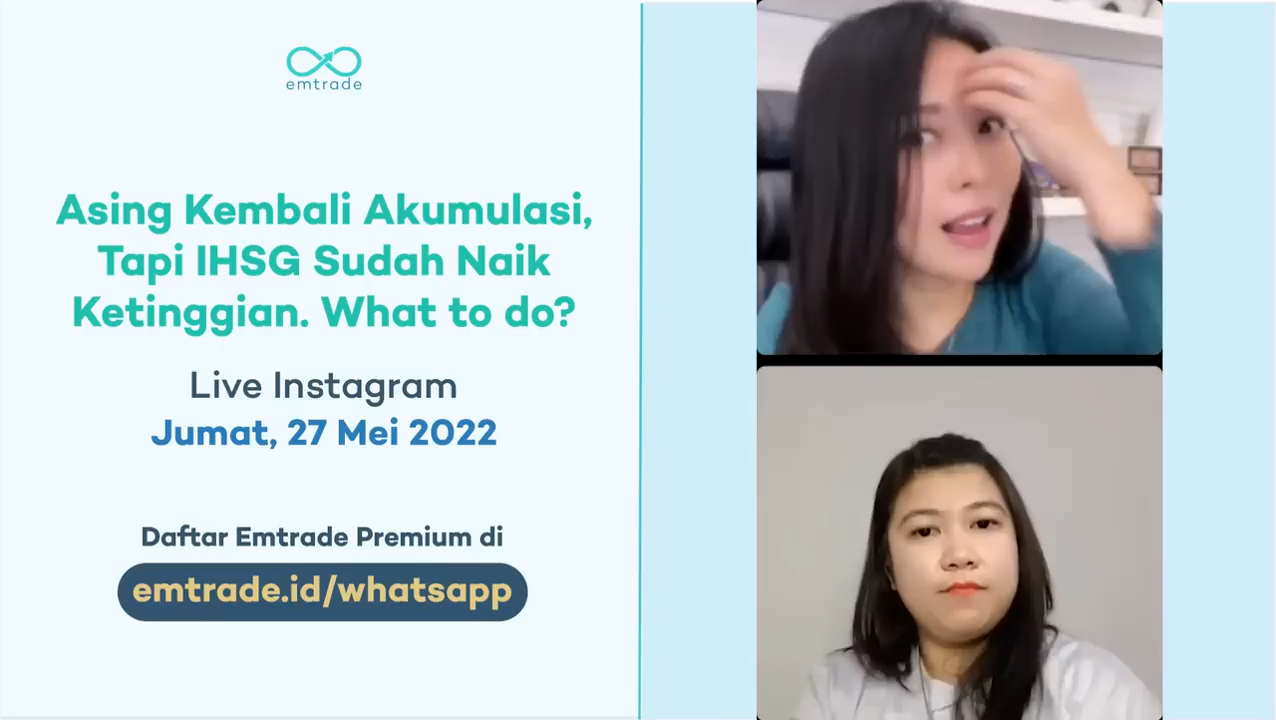 emtrade
Asing Kembali Akumulasi,
Tapi IHSG Sudah Naik
Ketinggian. What to do?
Live Instagram
Jumat, 27 Mei 2022
Daftar Emtrade Premium di
emtrade.id/whatsapp